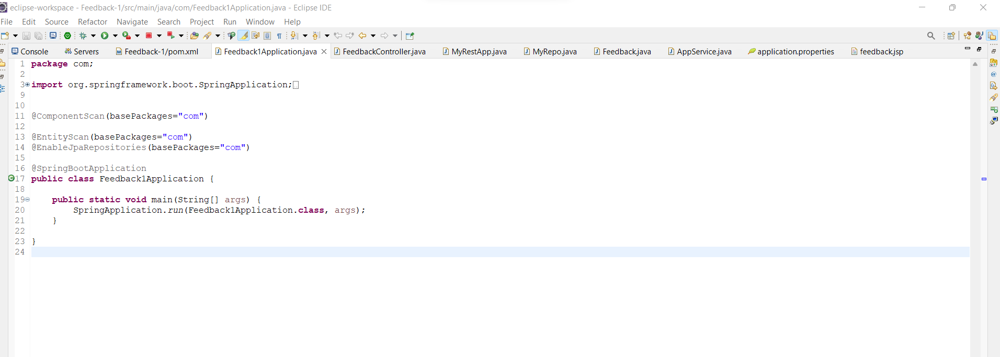 eclipse-workspace - Feedback-1/src/main/java/com/Feedback1Application.java - Eclipse IDE
File Edit Source Refactor Navigate Search Project Run Window Help
Console Servers Feedback-1/pom.xml Feedback1Application.java FeedbackController.java MyRestApp.java MyRepo.java Feedback.java AppService.java application.properties feedback.jsp
1 package com;
2
3 import org.springframework.boot.SpringApplication;
9
10
11 @ComponentScan(basePackages="com")
12
13 @EntityScan(basePackages="com")
14 @EnableJpaRepositories(basePackages="com")
15
16 @SpringBootApplication
17 public class Feedback1Application {
18
19 public static void main(String[] args) {
20 SpringApplication.run(Feedback1Application.class, args);
21 }
22
23 }
24